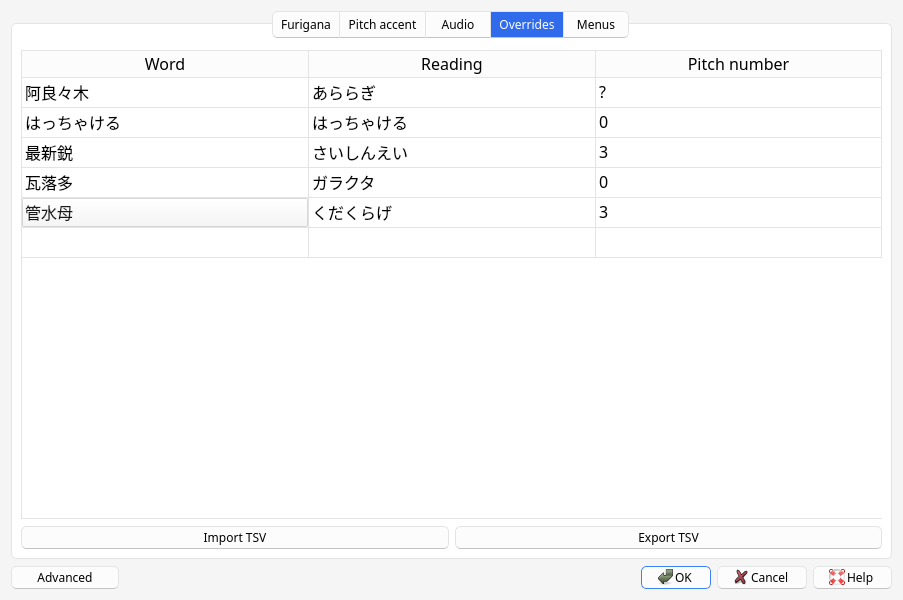 Furigana Pitch accent Audio Overrides Menus
Word Reading Pitch number
阿良々木 あららぎ ?
はっちゃける はっちゃける 0
最新鋭 さいしんえい 3
瓦落多 ガラクタ 0
管水母 くだくらげ 3
Import TSV Export TSV
Advanced OK Cancel Help